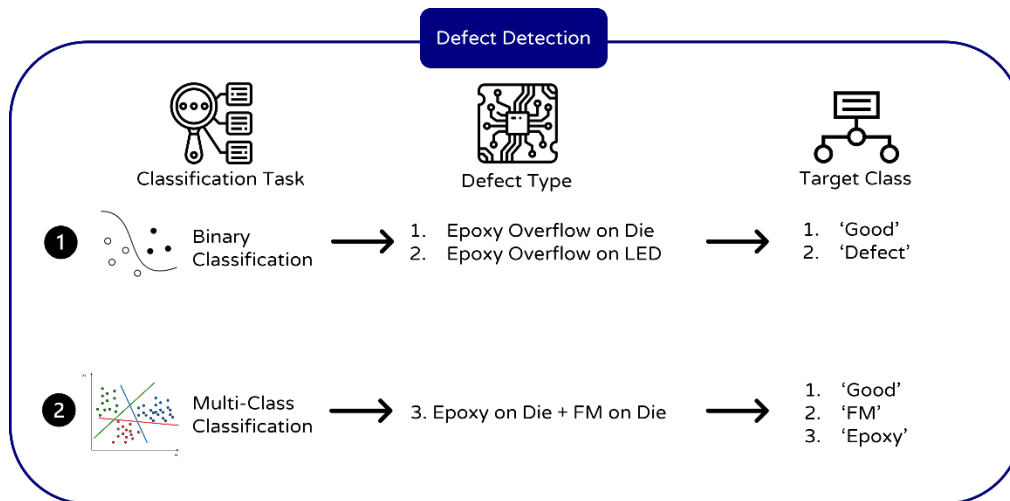 Defect Detection
Classification Task
Defect Type
Target Class
1
Binary
Classification
1. Epoxy Overflow on Die
2. Epoxy Overflow on LED
1. ‘Good’
2. ‘Defect’
2
Multi-Class
Classification
3. Epoxy on Die + FM on Die
1. ‘Good’
2. ‘FM’
3. ‘Epoxy’